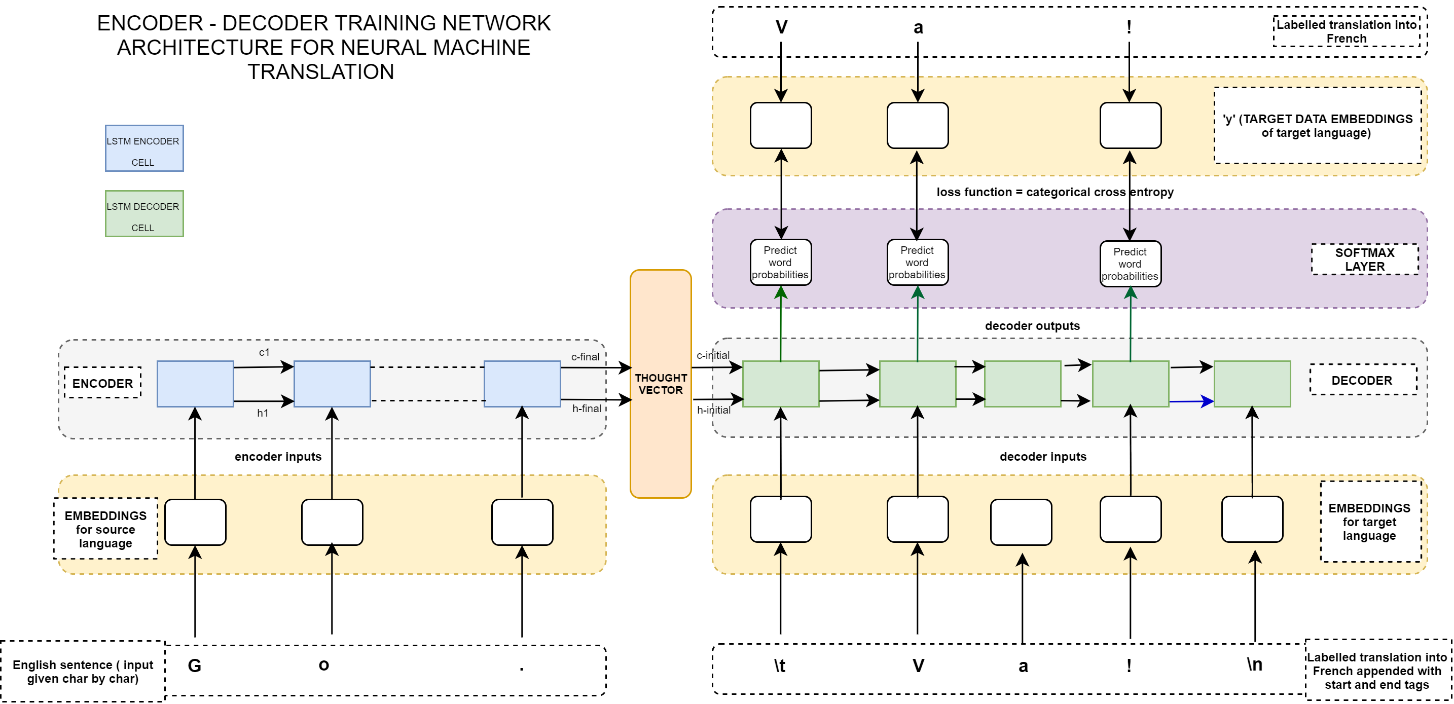 ENCODER - DECODER TRAINING NETWORK
ARCHITECTURE FOR NEURAL MACHINE
TRANSLATION
LSTM ENCODER
CELL
LSTM DECODER
CELL
V a !
Labelled translation into
French
'y' (TARGET DATA EMBEDDINGS
of target language)
loss function = categorical cross entropy
Predict
word
probabilities
Predict
word
probabilities
Predict
word
probabilities
SOFTMAX
LAYER
decoder outputs
ENCODER
c1
h1
c-final
h-final
THOUGHT
VECTOR
c-initial
h-initial
DECODER
encoder inputs
decoder inputs
EMBEDDINGS
for source
language
EMBEDDINGS
for target
language
English sentence ( input
given char by char)
G o .
\t V a ! \n
Labelled translation into
French appended with
start and end tags